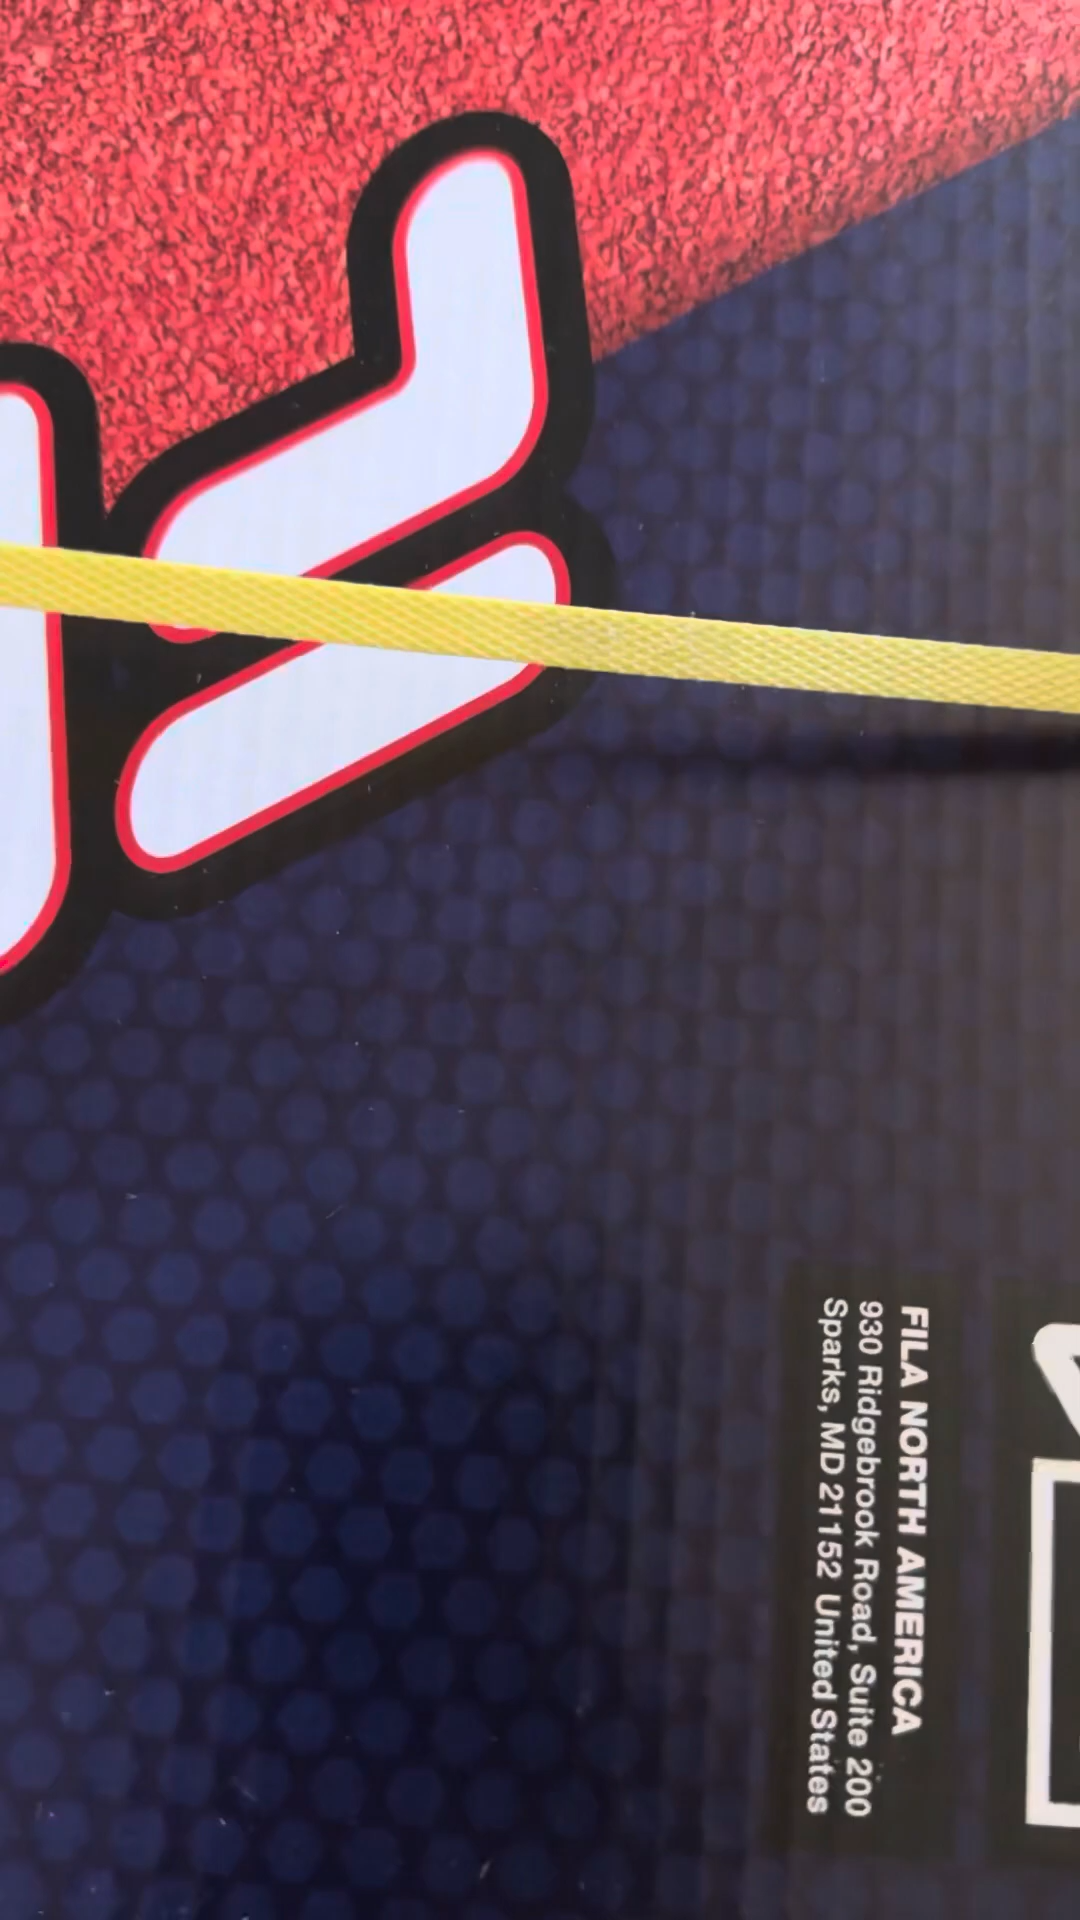 FILA NORTH AMERICA
930 Ridgebrook Road, Suite 200
Sparks, MD 21152 United States